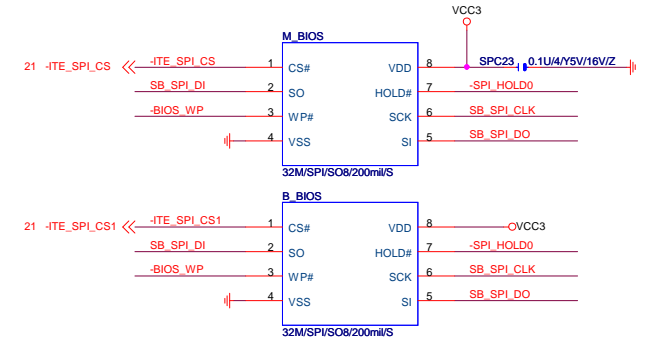 VCC3
M_BIOS
21 -ITE_SPI_CS -ITE_SPI_CS 1 CS# VDD 8 SPC23 0.1U/4/Y5V/16V/Z
SB_SPI_DI 2 SO HOLD# 7 -SPI_HOLD0
-BIOS_WP 3 WP# SCK 6 SB_SPI_CLK
4 VSS SI 5 SB_SPI_DO
32M/SPI/SO8/200mil/S
B_BIOS
21 -ITE_SPI_CS1 -ITE_SPI_CS1 1 CS# VDD 8 VCC3
SB_SPI_DI 2 SO HOLD# 7 -SPI_HOLD0
-BIOS_WP 3 WP# SCK 6 SB_SPI_CLK
4 VSS SI 5 SB_SPI_DO
32M/SPI/SO8/200mil/S